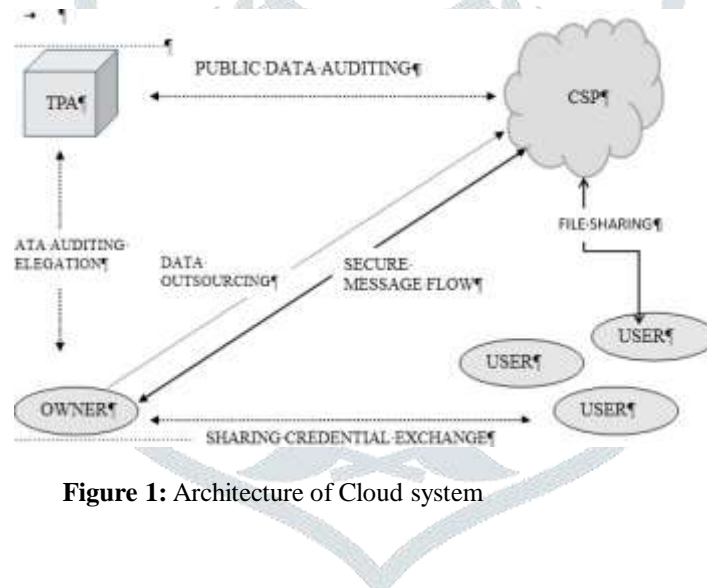 PUBLIC·DATA·AUDITING¶
TPA¶
CSP¶
FILE·SHARING¶
ATA·AUDITING·
ELEGATION¶
DATA·
OUTSOURCING¶
SECURE·
MESSAGE FLOW¶
USER¶
USER¶
OWNER¶
USER¶
SHARING·CREDENTIAL·EXCHANGE¶
Figure 1: Architecture of Cloud system